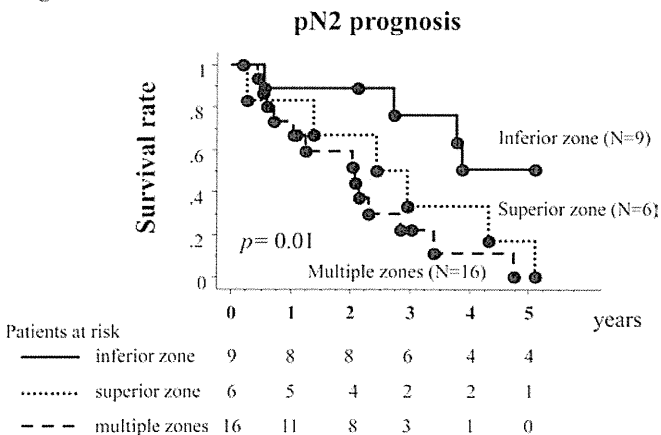 pN2 prognosis
Survival rate
1
.8
.6
.4
.2
0
Inferior zone (N=9)
Superior zone (N=6)
p= 0.01
Multiple zones (N=16)
0 1 2 3 4 5 years
Patients at risk
inferior zone 9 8 8 6 4 4
superior zone 6 5 4 2 2 1
multiple zones 16 11 8 3 1 0